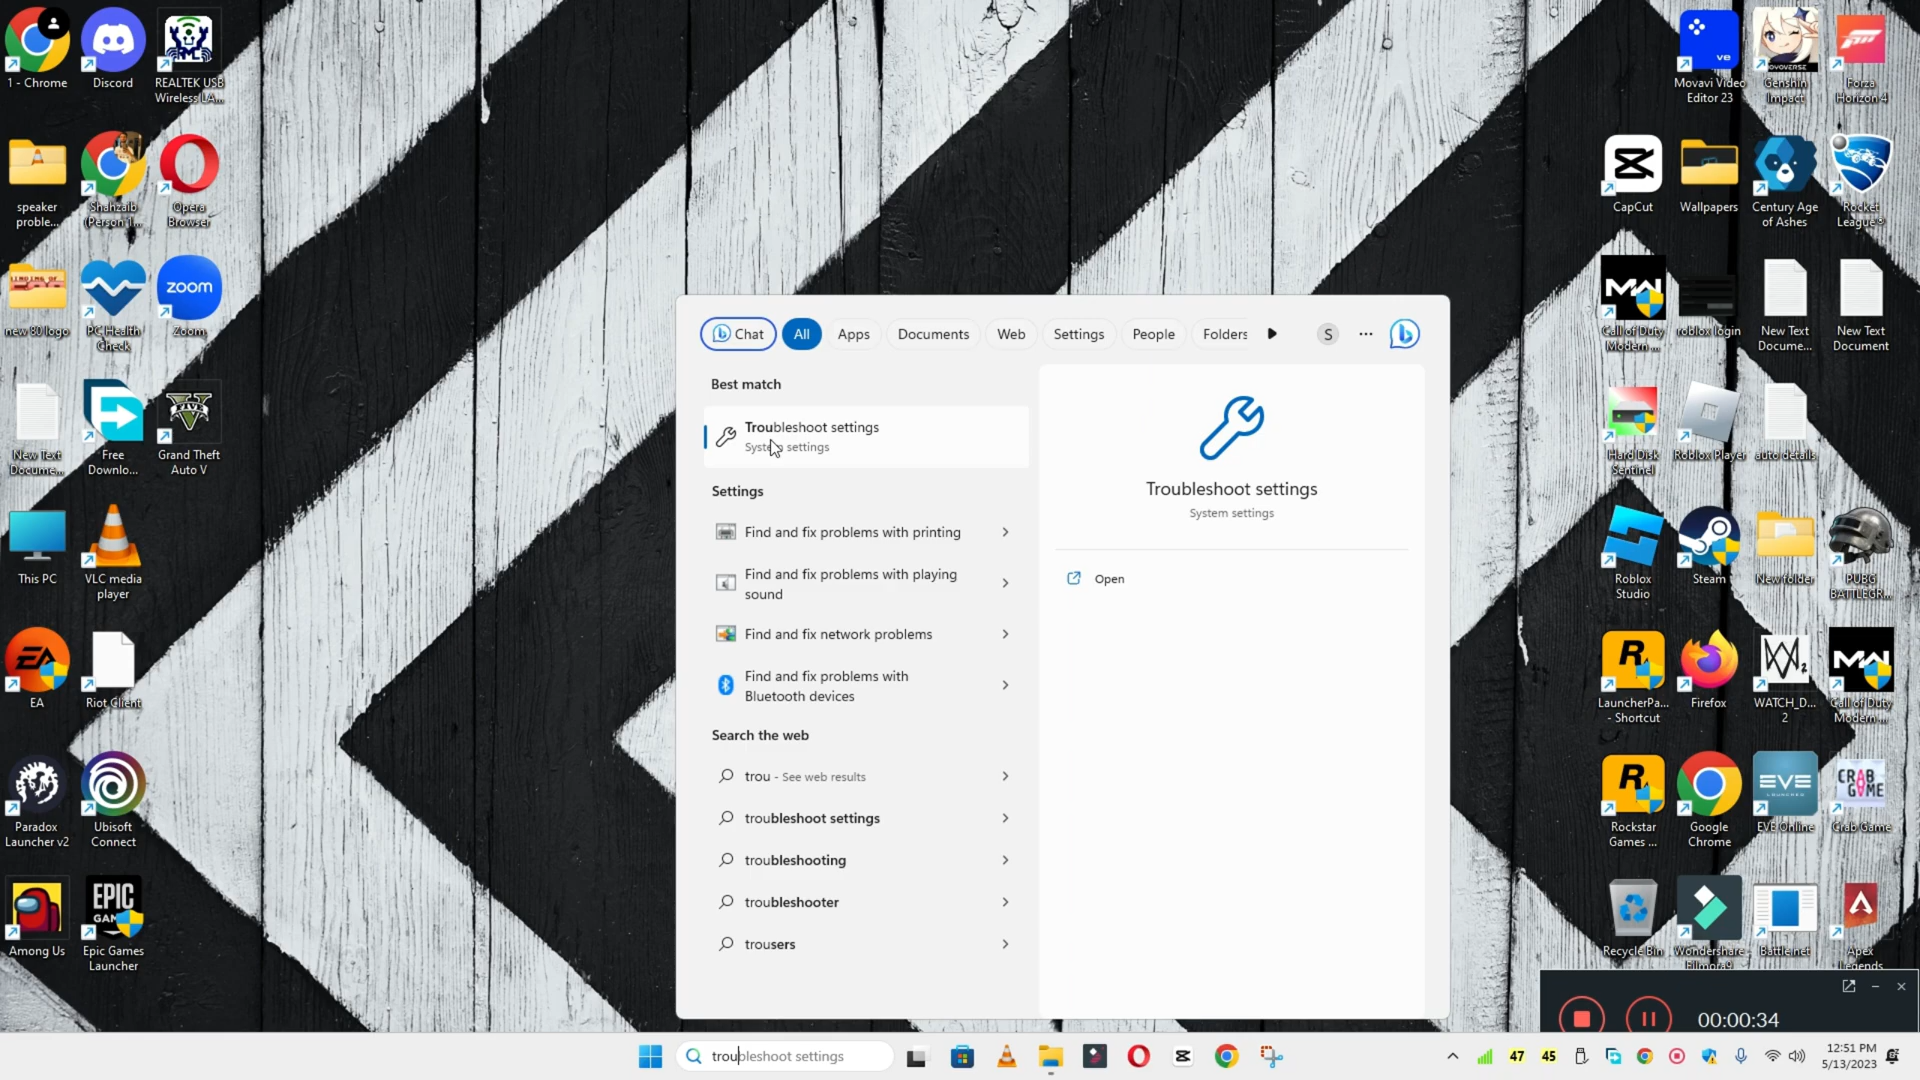 1 - Chrome
Discord
REALTEK USB
Wireless LA...
speaker
proble...
Shahzaib
(Person 1...
Opera
Browser
new 80 logo
PC Health
Check
zoom
Zoom
New Text
Docume...
Free
Downlo...
Grand Theft
Auto V
This PC
VLC media
player
EA
Riot Client
Paradox
Launcher v2
Ubisoft
Connect
Among Us
EPIC
GAM
Epic Games
Launcher
Chat
All
Apps
Documents
Web
Settings
People
Folders
S
Best match
Troubleshoot settings
System settings
Settings
Find and fix problems with printing
Find and fix problems with playing
sound
Find and fix network problems
Find and fix problems with
Bluetooth devices
Search the web
trou - See web results
troubleshoot settings
troubleshooting
troubleshooter
trousers
Troubleshoot settings
System settings
Open
ve
Movavi Video
Editor 23
Genshin
Impact
Forza
Horizon 4
CapCut
Wallpapers
Century Age
of Ashes
Rocket
League®
Call of Duty
Modern ...
roblox login
New Text
Docume...
New Text
Document
Hard Disk
Sentinel
Roblox Player
auto details
Roblox
Studio
Steam
New folder
PUBG
BATTLEGR...
LauncherPa...
- Shortcut
Firefox
WATCH_D...
2
Call of Duty
Modern ...
Rockstar
Games ...
Google
Chrome
EVE
EVE Online
CRAB
GAME
Crab Game
Recycle Bin
Wondershare
Filmora9
Battle.net
Apex
Legends
00:00:34
troubleshoot settings
47
45
12:51 PM
5/13/2023